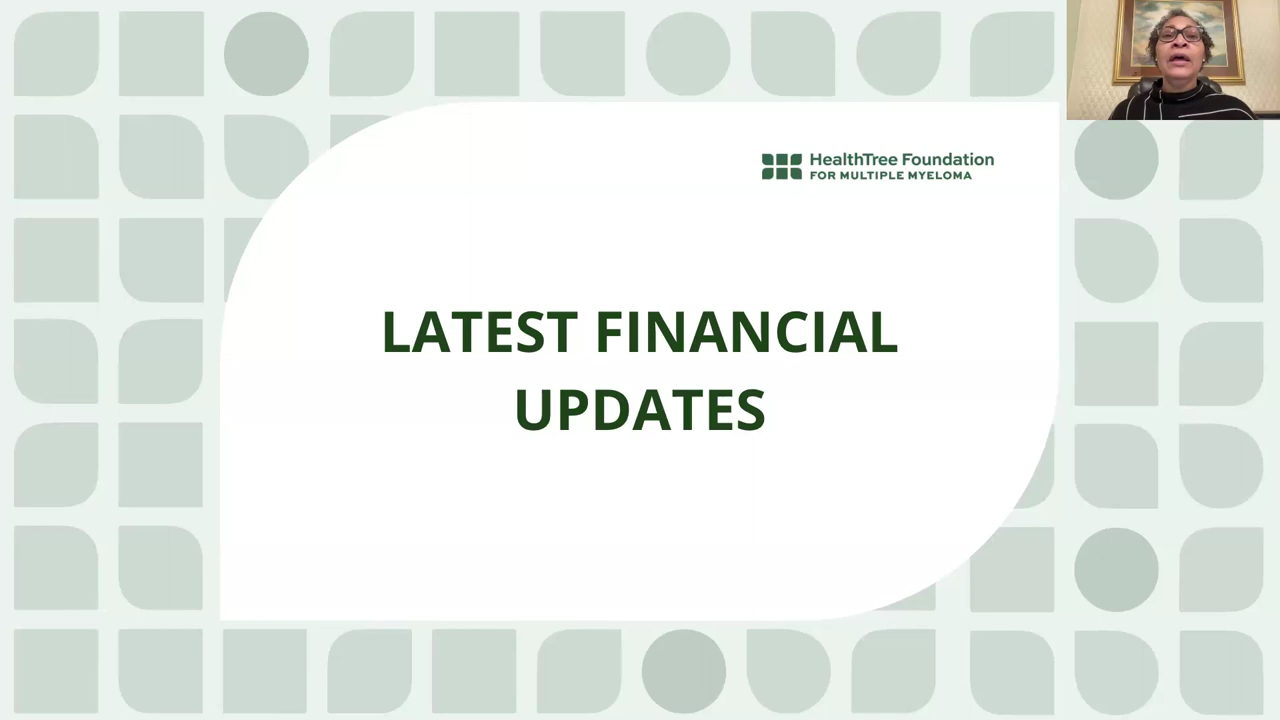 HealthTree Foundation
FOR MULTIPLE MYELOMA
LATEST FINANCIAL
UPDATES